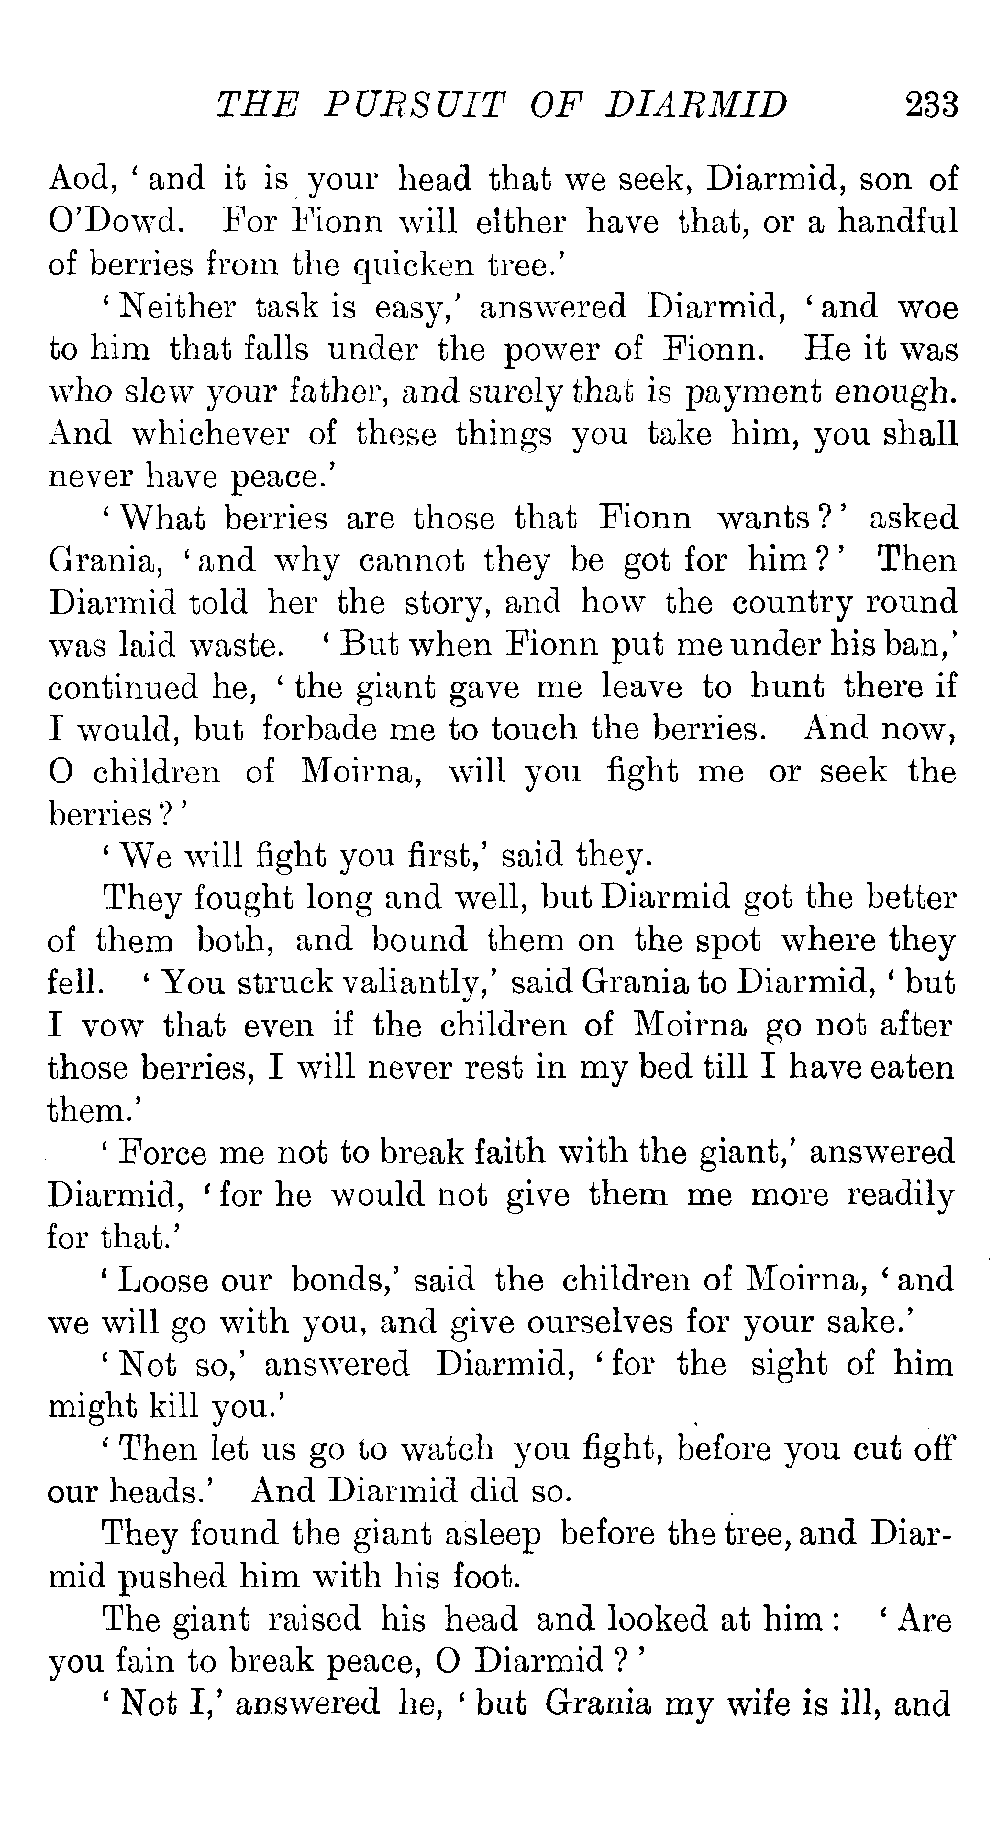 THE PURSUIT OF DIARMID 233
Aod, ‘ and it is your head that we seek, Diarmid, son of
O’Dowd. For Fionn will either have that, or a handful
of berries from the quicken tree.’
‘ Neither task is easy,’ answered Diarmid, ‘ and woe
to him that falls under the power of Fionn. He it was
who slew your father, and surely that is payment enough.
And whichever of these things you take him, you shall
never have peace.’
‘ What berries are those that Fionn wants ? ’ asked
Grania, ‘ and why cannot they be got for him ? ’ Then
Diarmid told her the story, and how the country round
was laid waste. ‘ But when Fionn put me under his ban,’
continued he, ‘ the giant gave me leave to hunt there if
I would, but forbade me to touch the berries. And now,
O children of Moirna, will you fight me or seek the
berries ? ’
‘ We will fight you first,’ said they.
They fought long and well, but Diarmid got the better
of them both, and bound them on the spot where they
fell. ‘ You struck valiantly,’ said Grania to Diarmid, ‘ but
I vow that even if the children of Moirna go not after
those berries, I will never rest in my bed till I have eaten
them.’
‘ Force me not to break faith with the giant,’ answered
Diarmid, ‘ for he would not give them me more readily
for that.’
‘ Loose our bonds,’ said the children of Moirna, ‘ and
we will go with you, and give ourselves for your sake.’
‘ Not so,’ answered Diarmid, ‘ for the sight of him
might kill you.’
‘ Then let us go to watch you fight, before you cut off
our heads.’ And Diarmid did so.
They found the giant asleep before the tree, and Diar-
mid pushed him with his foot.
The giant raised his head and looked at him : ‘ Are
you fain to break peace, O Diarmid ? ’
‘ Not I,’ answered he, ‘ but Grania my wife is ill, and